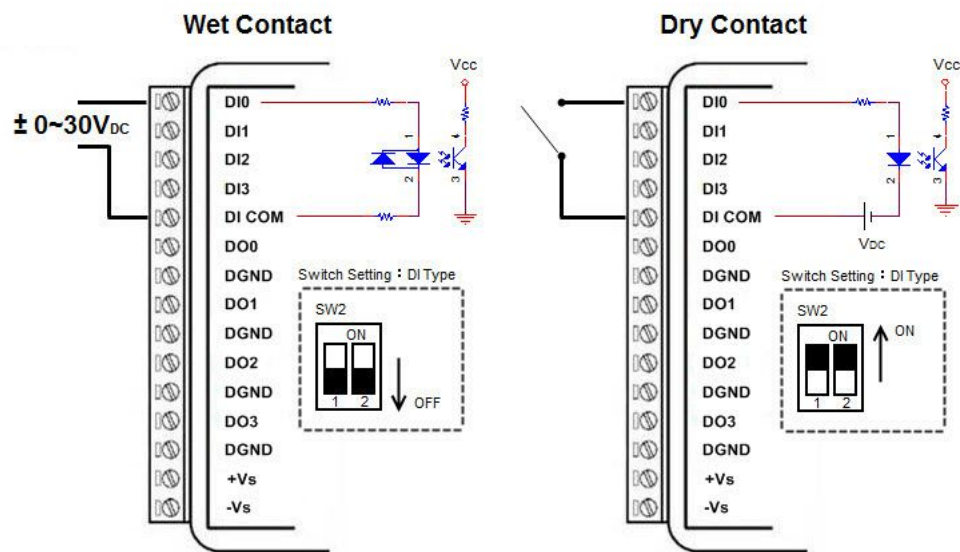 Wet Contact
± 0~30VDC
DI0
DI1
DI2
DI3
DI COM
DO0
DGND
DO1
DGND
DO2
DGND
DO3
DGND
+Vs
-Vs
Vcc
1
2
4
3
Switch Setting : DI Type
SW2
ON
1 2
OFF
Dry Contact
DI0
DI1
DI2
DI3
DI COM
DO0
DGND
DO1
DGND
DO2
DGND
DO3
DGND
+Vs
-Vs
Vcc
1
2
4
3
VDC
Switch Setting : DI Type
SW2
ON
1 2
ON